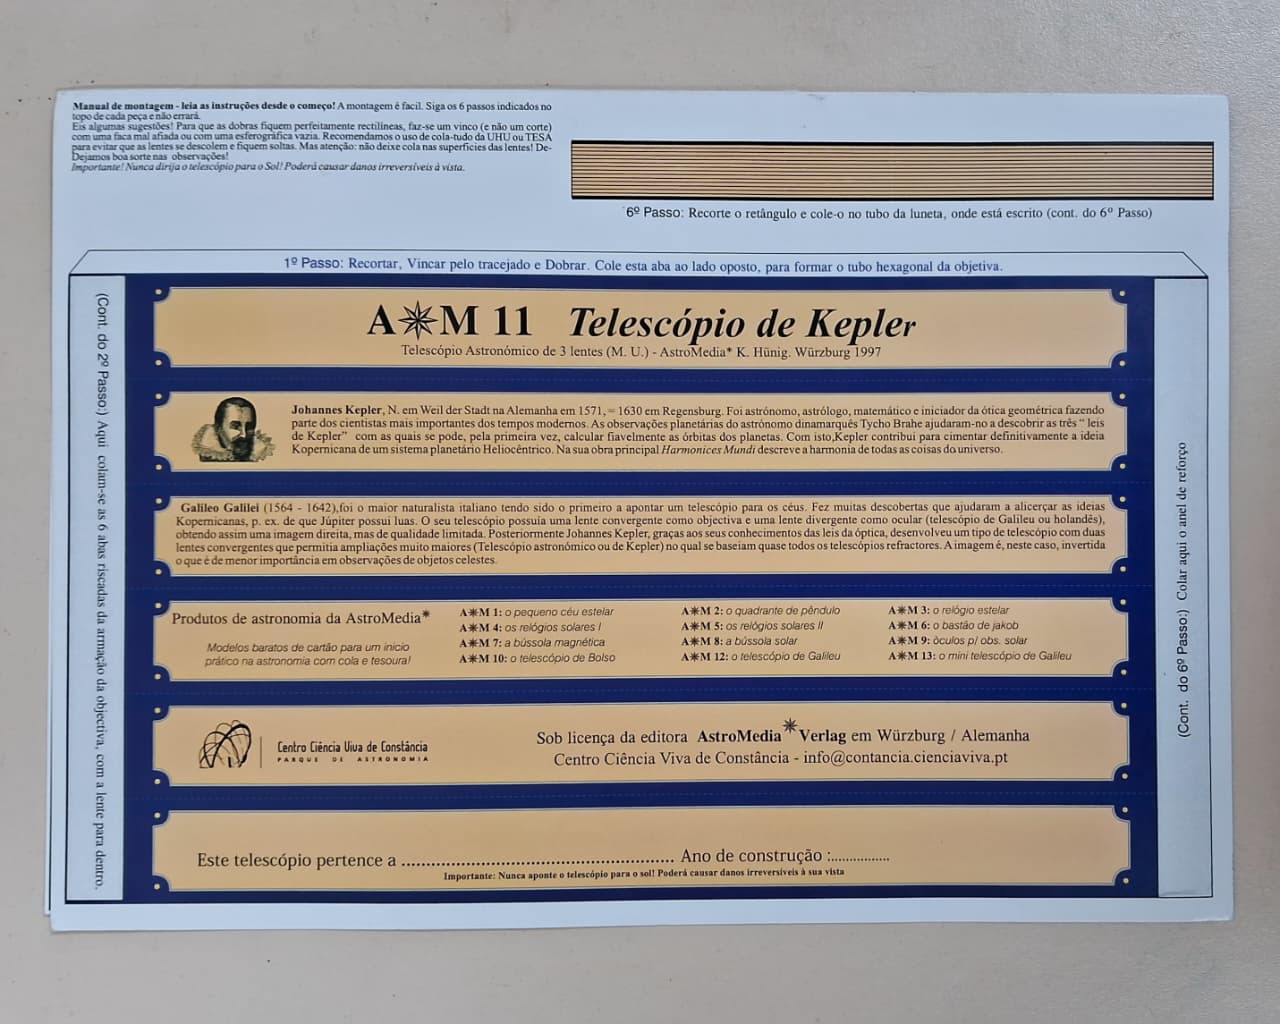 Manual de montagem - leia as instruções desde o começo! A montagem é facil. Siga os 6 passos indicados no
topo de cada peça e não errará.
Eis algumas sugestões! Para que as dobras fiquem perfeitamente rectilíneas, faz-se um vinco (e não um corte)
com uma faca mal afiada ou com uma esferográfica vazia. Recomendamos o uso de cola-tudo da UHU ou TESA
para evitar que as lentes se descolem e fiquem soltas. Mas atenção: não deixe cola nas superfícies das lentes! De-
Dejamos boa sorte nas observações!
Importante! Nunca dirija o telescópio para o Sol! Poderá causar danos irreversíveis à vista.
6º Passo: Recorte o retângulo e cole-o no tubo da luneta, onde está escrito (cont. do 6º Passo)
1º Passo: Recortar, Vincar pelo tracejado e Dobrar. Cole esta aba ao lado oposto, para formar o tubo hexagonal da objetiva.
(Cont. do 2º Passo:) Aqui colam-se as 6 abas riscadas da armação da objectiva, com a lente para dentro.
A☀M 11 Telescópio de Kepler
Telescópio Astronómico de 3 lentes (M. U.) - AstroMedia* K. Hünig. Würzburg 1997
Johannes Kepler, N. em Weil der Stadt na Alemanha em 1571, = 1630 em Regensburg. Foi astrónomo, astrólogo, matemático e iniciador da ótica geométrica fazendo
parte dos cientistas mais importantes dos tempos modernos. As observações planetárias do astrónomo dinamarquês Tycho Brahe ajudaram-no a descobrir as três “ leis
de Kepler” com as quais se pode, pela primeira vez, calcular fiavelmente as órbitas dos planetas. Com isto,Kepler contribui para cimentar definitivamente a ideia
Kopernicana de um sistema planetário Heliocêntrico. Na sua obra principal Harmonices Mundi descreve a harmonia de todas as coisas do universo.
Galileo Galilei (1564 - 1642),foi o maior naturalista italiano tendo sido o primeiro a apontar um telescópio para os céus. Fez muitas descobertas que ajudaram a alicerçar as ideias
Kopernicanas, p. ex. de que Júpiter possui luas. O seu telescópio possuía uma lente convergente como objectiva e uma lente divergente como ocular (telescópio de Galileu ou holandês),
obtendo assim uma imagem direita, mas de qualidade limitada. Posteriormente Johannes Kepler, graças aos seus conhecimentos das leis da óptica, desenvolveu um tipo de telescópio com duas
lentes convergentes que permitia ampliações muito maiores (Telescópio astronómico ou de Kepler) no qual se baseiam quase todos os telescópios refractores. A imagem é, neste caso, invertida
o que é de menor importância em observações de objetos celestes.
Produtos de astronomia da AstroMedia*
Modelos baratos de cartão para um inicio
prático na astronomia com cola e tesoura!
A☀M 1: o pequeno céu estelar A☀M 2: o quadrante de pêndulo A☀M 3: o relógio estelar
A☀M 4: os relógios solares I A☀M 5: os relógios solares II A☀M 6: o bastão de jakob
A☀M 7: a bússola magnética A☀M 8: a bússola solar A☀M 9: óculos p/ obs. solar
A☀M 10: o telescópio de Bolso A☀M 12: o telescópio de Galileu A☀M 13: o mini telescópio de Galileu
Centro Ciência Viva de Constância
PARQUE DE ASTRONOMIA
Sob licença da editora AstroMedia*Verlag em Würzburg / Alemanha
Centro Ciência Viva de Constância - info@contancia.cienciaviva.pt
Este telescópio pertence a .......................................................... Ano de construção :...............
Importante: Nunca aponte o telescópio para o sol! Poderá causar danos irreversíveis à sua vista
(Cont. do 6º Passo:) Colar aqui o anel de reforço